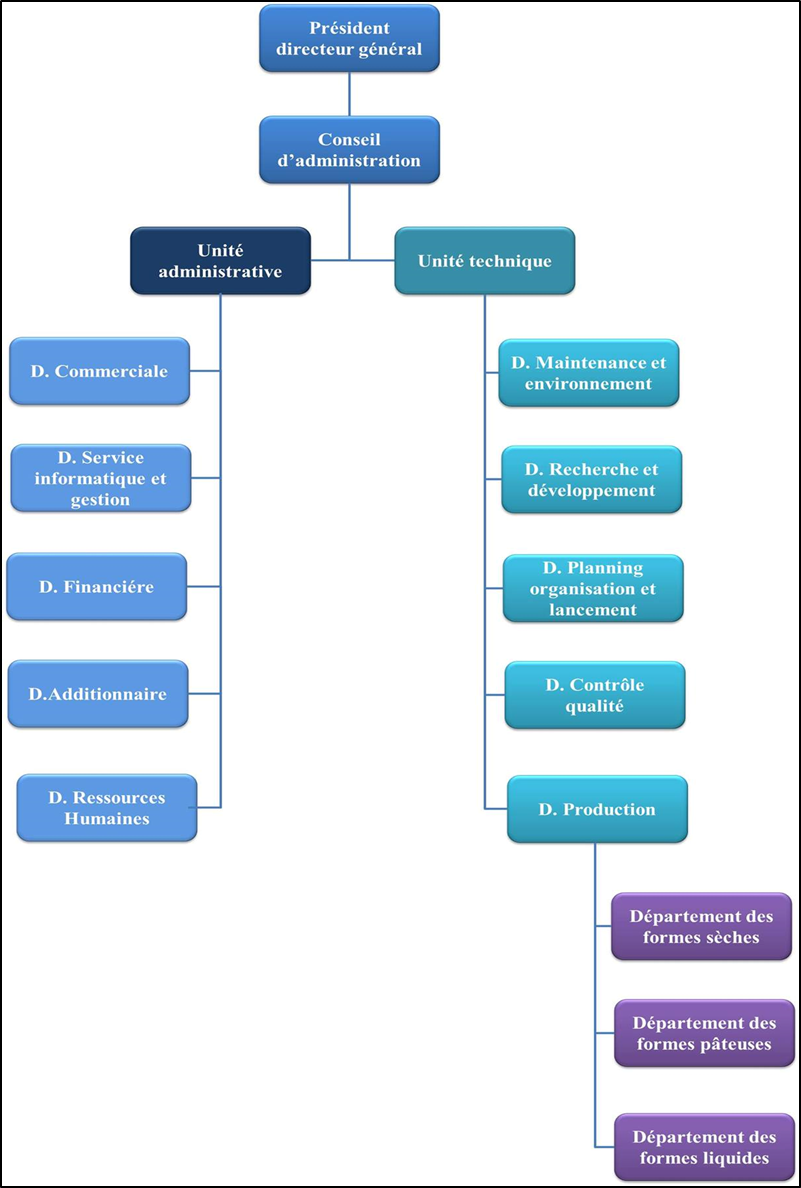 Président
directeur général
Conseil
d’administration
Unité
administrative
Unité technique
D. Commerciale
D. Service
informatique et
gestion
D. Financiére
D.Additionnaire
D. Ressources
Humaines
D. Maintenance et
environnement
D. Recherche et
développement
D. Planning
organisation et
lancement
D. Contrôle
qualité
D. Production
Département des
formes sèches
Département des
formes pâteuses
Département des
formes liquides